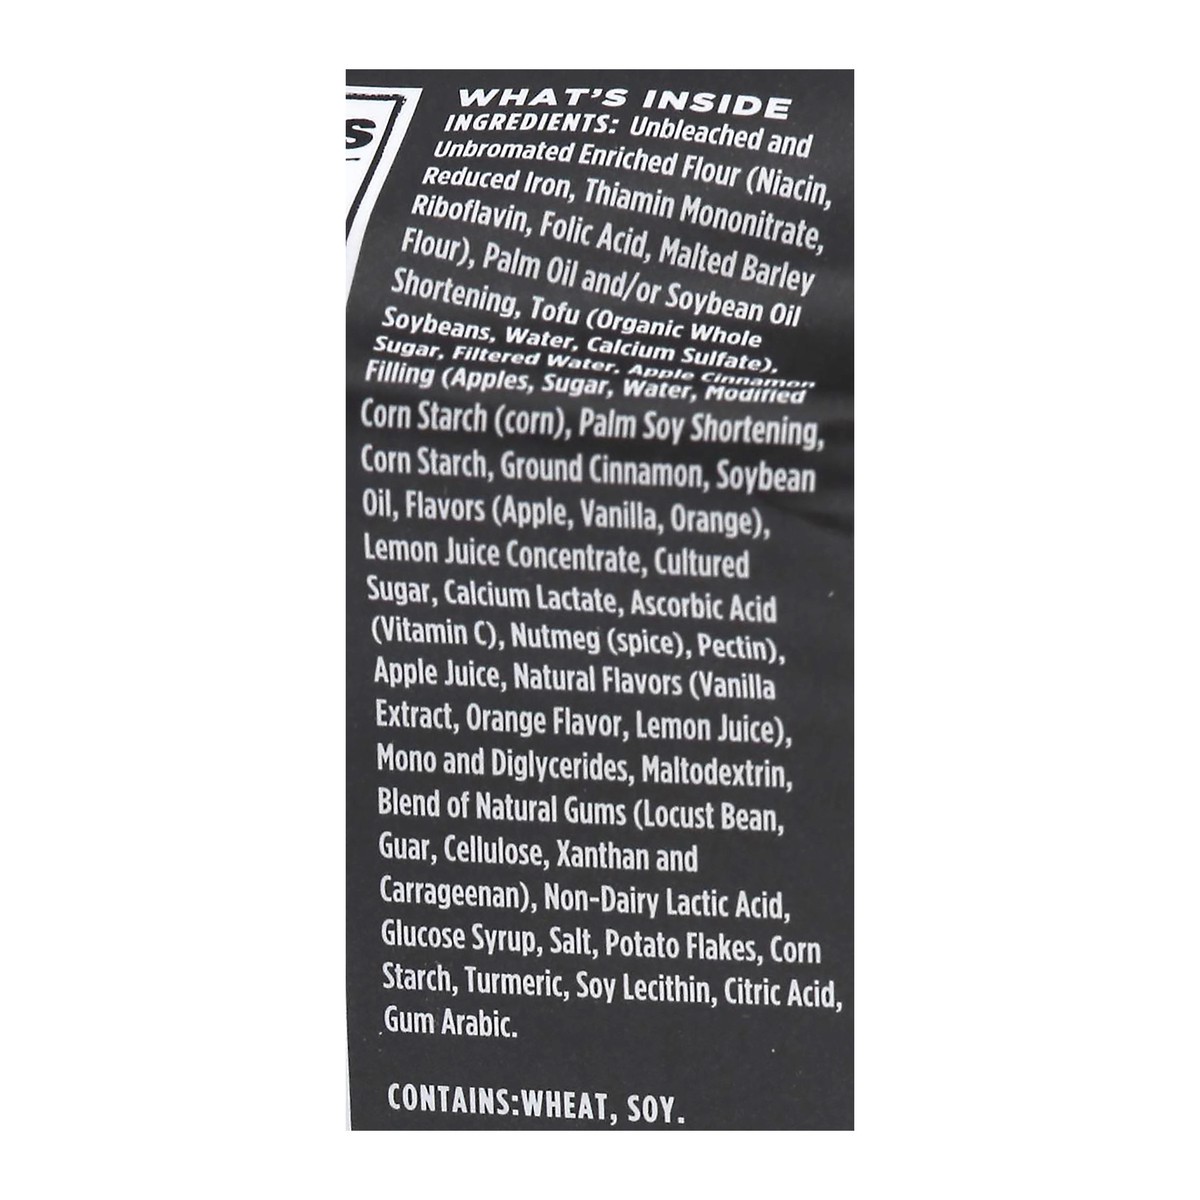 S
WHAT'S INSIDE
INGREDIENTS: Unbleached and
Unbromated Enriched Flour (Niacin,
Reduced Iron, Thiamin Mononitrate,
Riboflavin, Folic Acid, Malted Barley
Flour), Palm Oil and/or Soybean Oil
Shortening, Tofu (Organic Whole
Soybeans, Water, Calcium Sulfate),
Sugar, Filtered Water, Apple Cinnamon
Filling (Apples, Sugar, Water, Modified
Corn Starch (corn), Palm Soy Shortening,
Corn Starch, Ground Cinnamon, Soybean
Oil, Flavors (Apple, Vanilla, Orange),
Lemon Juice Concentrate, Cultured
Sugar, Calcium Lactate, Ascorbic Acid
(Vitamin C), Nutmeg (spice), Pectin),
Apple Juice, Natural Flavors (Vanilla
Extract, Orange Flavor, Lemon Juice),
Mono and Diglycerides, Maltodextrin,
Blend of Natural Gums (Locust Bean,
Guar, Cellulose, Xanthan and
Carrageenan), Non-Dairy Lactic Acid,
Glucose Syrup, Salt, Potato Flakes, Corn
Starch, Turmeric, Soy Lecithin, Citric Acid,
Gum Arabic.
CONTAINS:WHEAT, SOY.